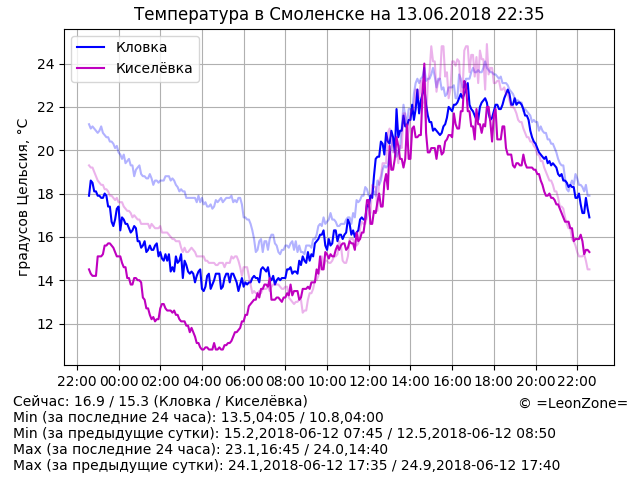 Температура в Смоленске на 13.06.2018 22:35
Кловка
Киселёвка
градусов Цельсия, °C
24
22
20
18
16
14
12
22:00 00:00 02:00 04:00 06:00 08:00 10:00 12:00 14:00 16:00 18:00 20:00 22:00
Сейчас: 16.9 / 15.3 (Кловка / Киселёвка)
© =LeonZone=
Min (за последние 24 часа): 13.5,04:05 / 10.8,04:00
Min (за предыдущие сутки): 15.2,2018-06-12 07:45 / 12.5,2018-06-12 08:50
Max (за последние 24 часа): 23.1,16:45 / 24.0,14:40
Max (за предыдущие сутки): 24.1,2018-06-12 17:35 / 24.9,2018-06-12 17:40